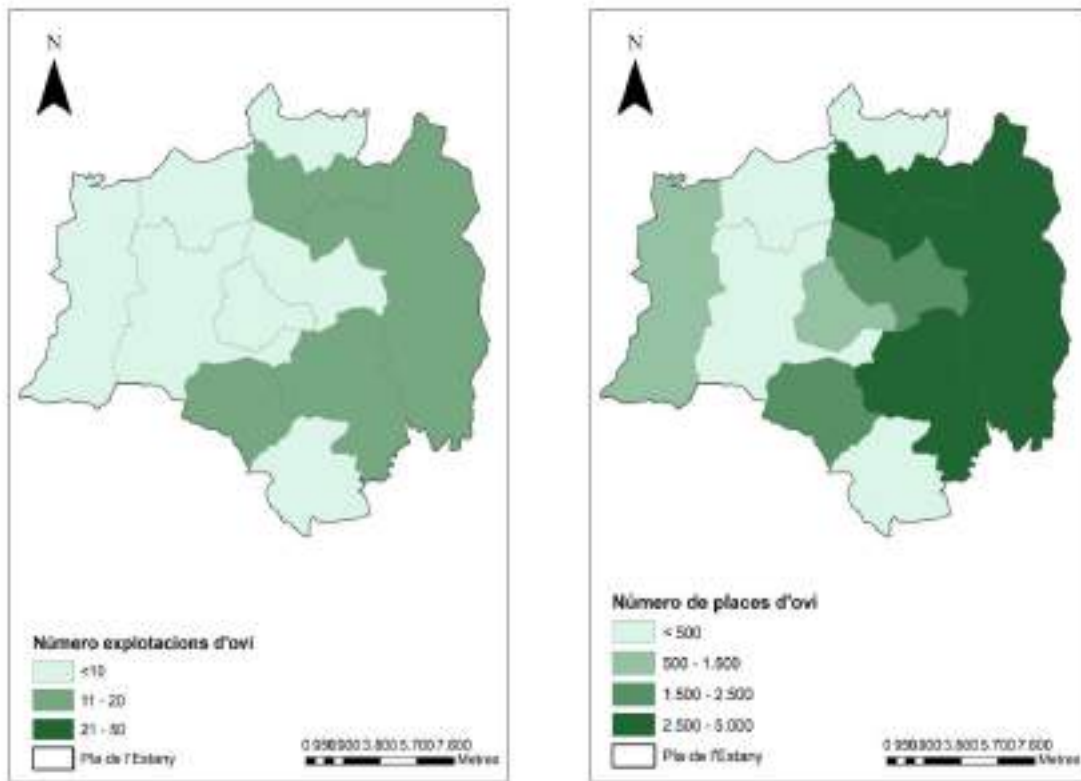 N
Número explotacions d'oví
<10
11 - 20
21 - 50
Pla de l'Estany
Metres
N
Número de places d'oví
< 500
500 - 1.500
1.500 - 2.500
2.500 - 5.000
Pla de l'Estany
Metres